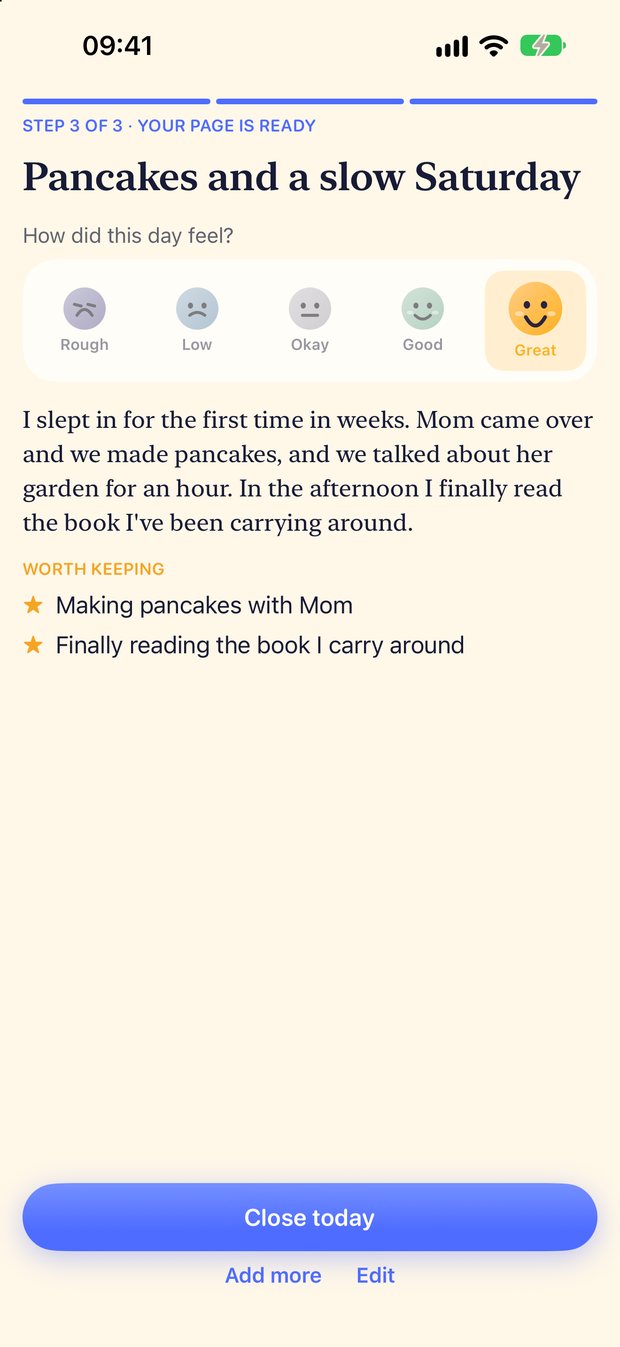 09:41
STEP 3 OF 3 · YOUR PAGE IS READY
Pancakes and a slow Saturday
How did this day feel?
Rough Low Okay Good Great
I slept in for the first time in weeks. Mom came over
and we made pancakes, and we talked about her
garden for an hour. In the afternoon I finally read
the book I've been carrying around.
WORTH KEEPING
Making pancakes with Mom
Finally reading the book I carry around
Close today
Add more Edit